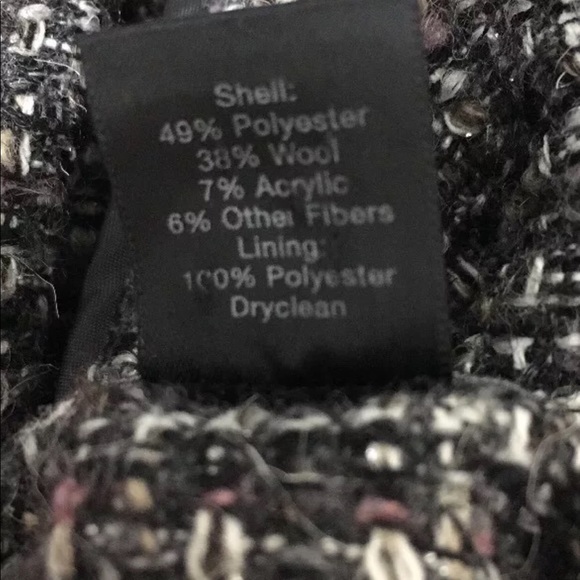 Shell:
49% Polyester
38% Wool
7% Acrylic
6% Other Fibers
Lining:
100% Polyester
Dryclean